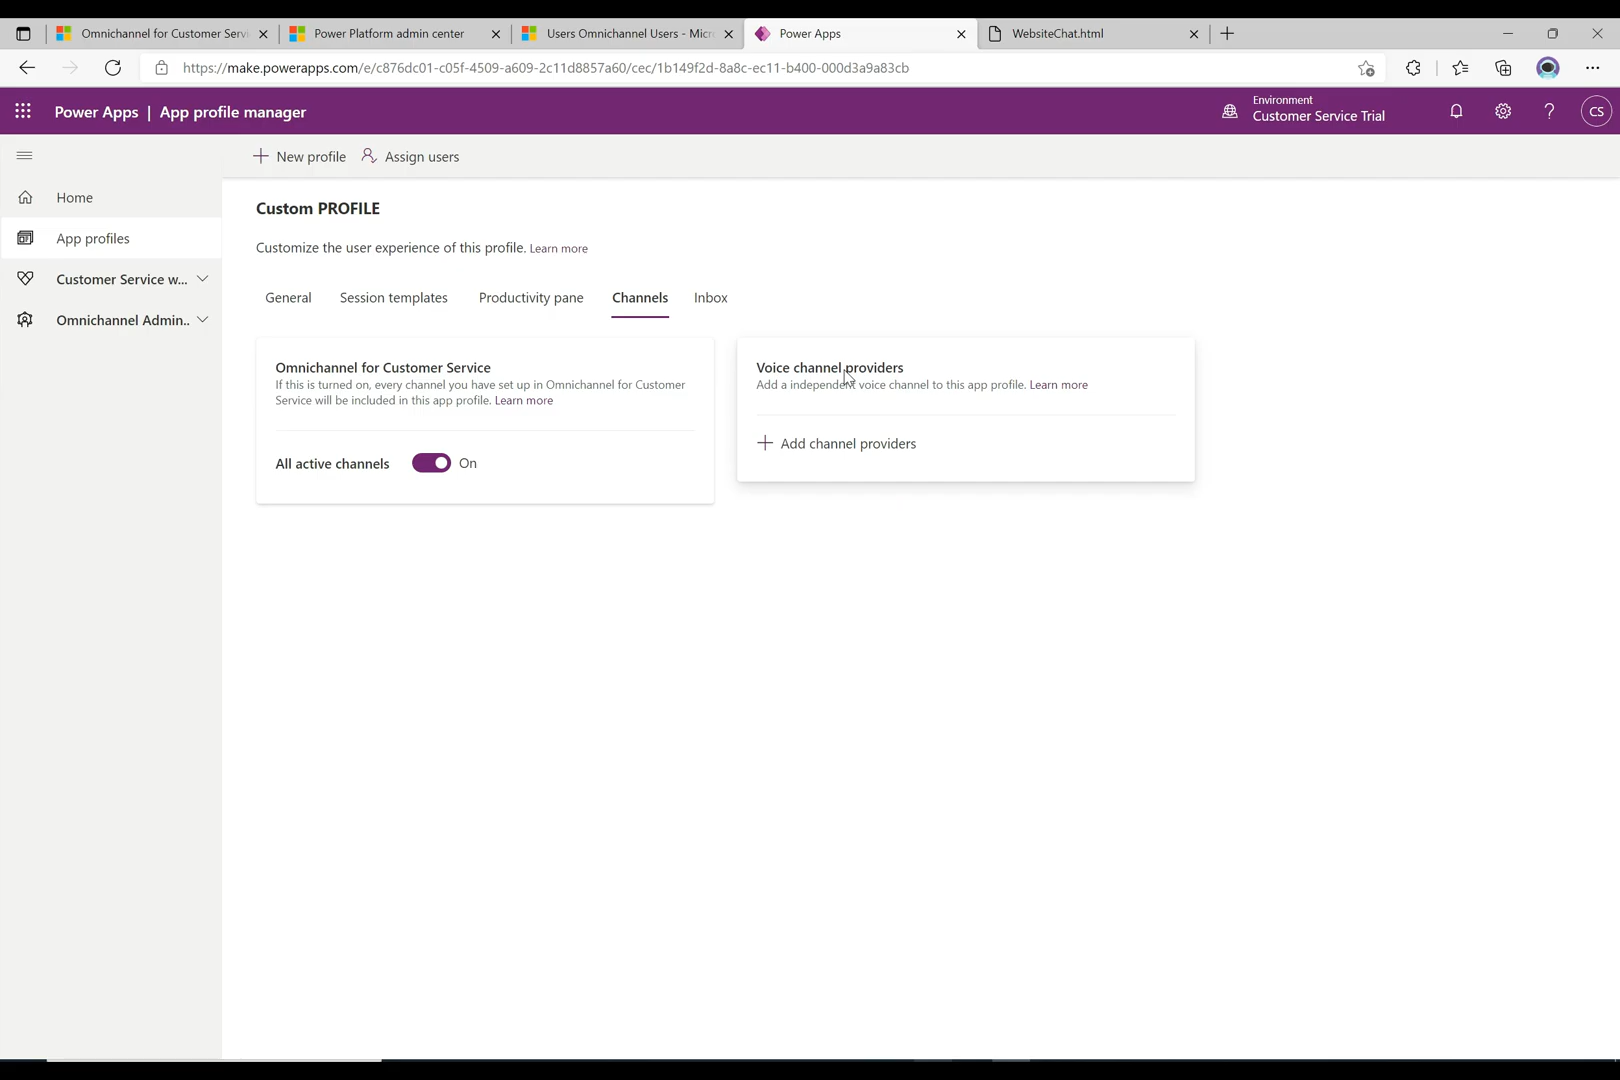 Omnichannel for Customer Servi
Power Platform admin center
Users Omnichannel Users - Micr
Power Apps
WebsiteChat.html
https://make.powerapps.com/e/c876dc01-c05f-4509-a609-2c11d8857a60/cec/1b149f2d-8a8c-ec11-b400-000d3a9a83cb
Power Apps | App profile manager
Environment
Customer Service Trial
CS
New profile
Assign users
Home
App profiles
Customer Service w...
Omnichannel Admin..
Custom PROFILE
Customize the user experience of this profile. Learn more
General
Session templates
Productivity pane
Channels
Inbox
Omnichannel for Customer Service
If this is turned on, every channel you have set up in Omnichannel for Customer
Service will be included in this app profile. Learn more
All active channels
On
Voice channel providers
Add a independent voice channel to this app profile. Learn more
Add channel providers